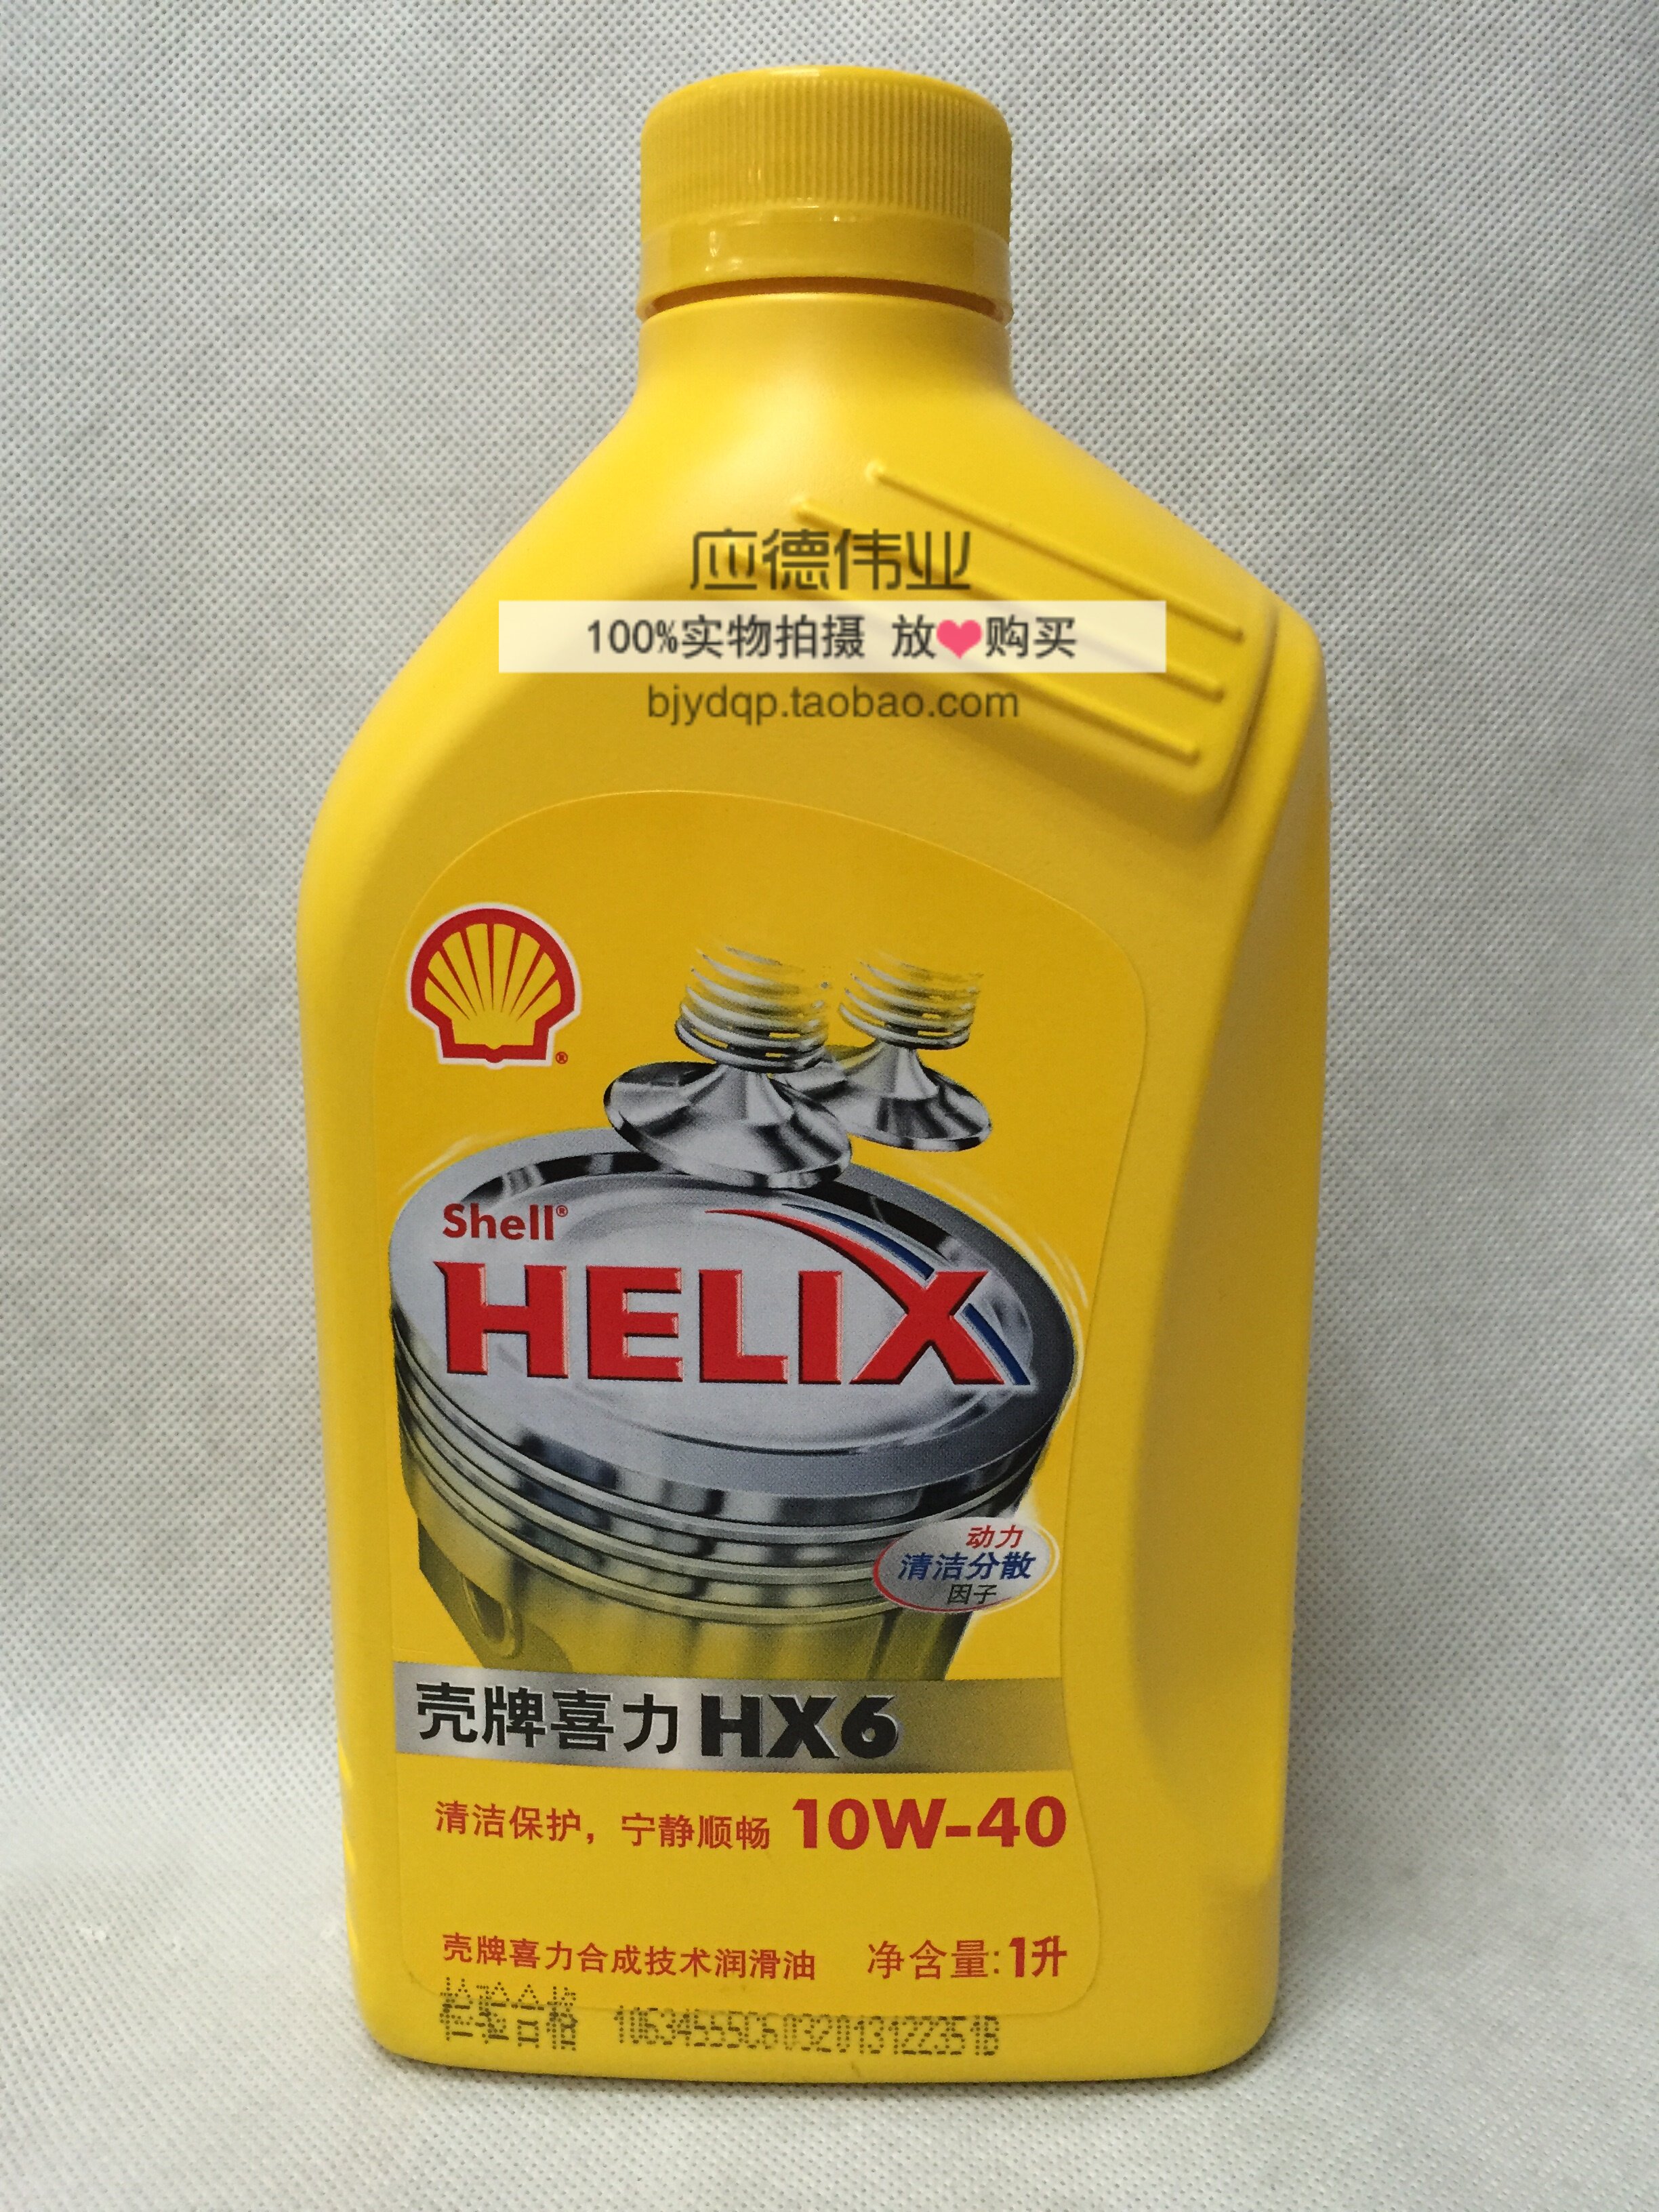 应德伟业
100%实物拍摄 放❤购买
bjydqp.taobao.com
Shell®
HELIX
动力
清洁分散
因子
壳牌喜力HX6
清洁保护，宁静顺畅 10W-40
壳牌喜力合成技术润滑油 净含量:1升
检验合格